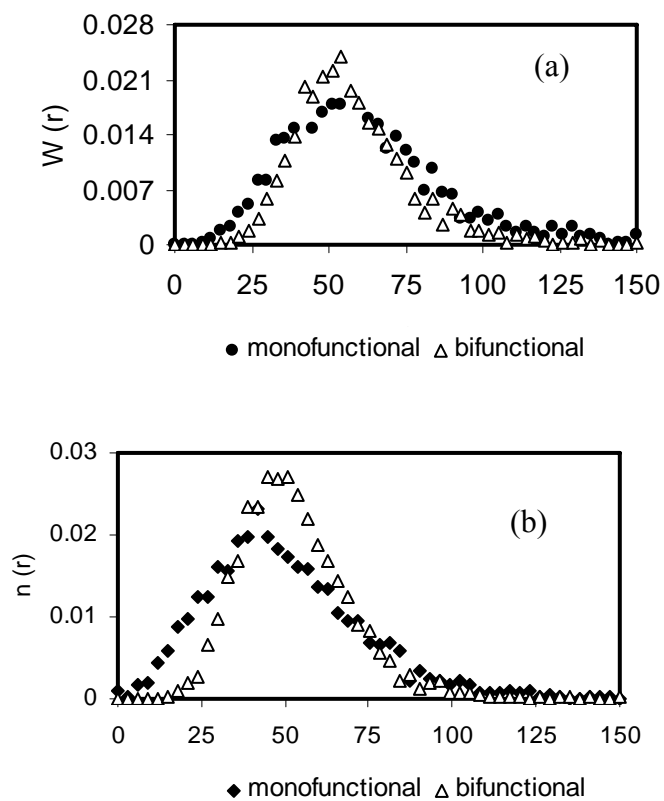 0.028
(a)
0.021
W (r)
0.014
0.007
0
0 25 50 75 100 125 150
● monofunctional △ bifunctional
0.03
(b)
0.02
n (r)
0.01
0
0 25 50 75 100 125 150
◆ monofunctional △ bifunctional